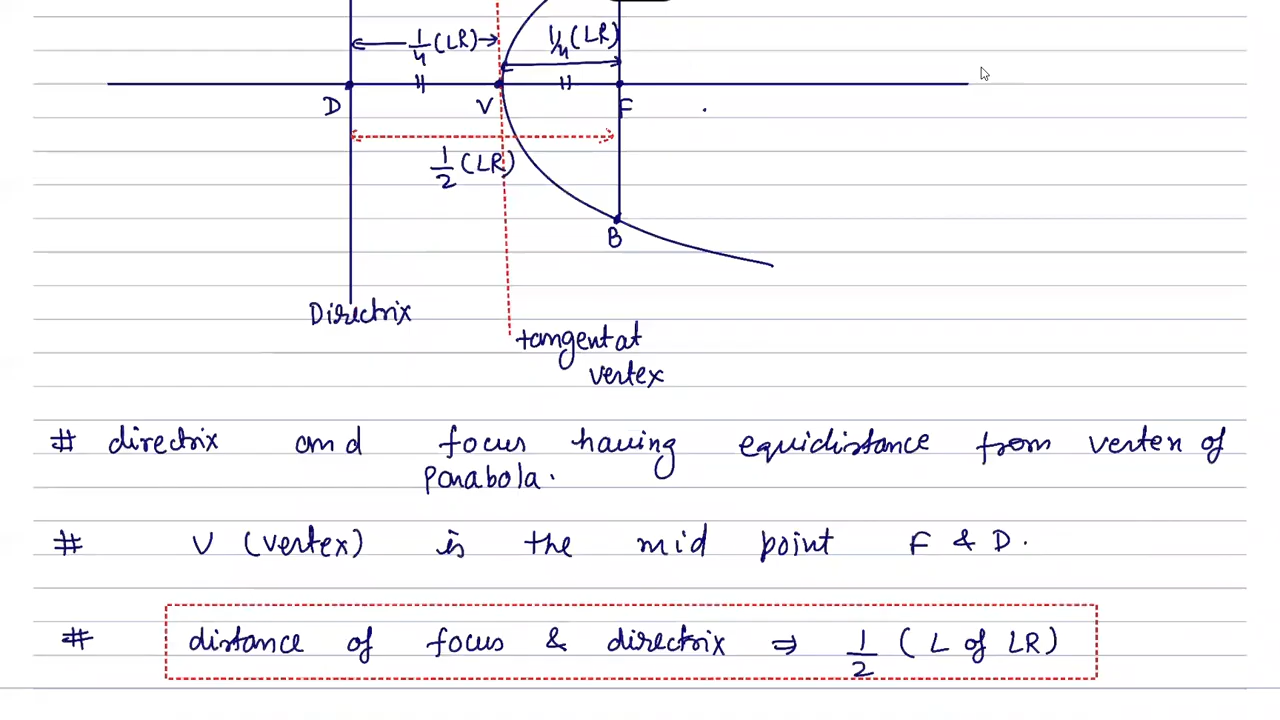 1/4 (LR) 1/4 (LR)
D V F
1/2 (LR)
B
Directrix
tangent at
vertex
# directrix and focus having equidistance from vertex of
parabola.
# V (vertex) is the mid point F & D.
# distance of focus & directrix ⇒ 1/2 ( L of LR)